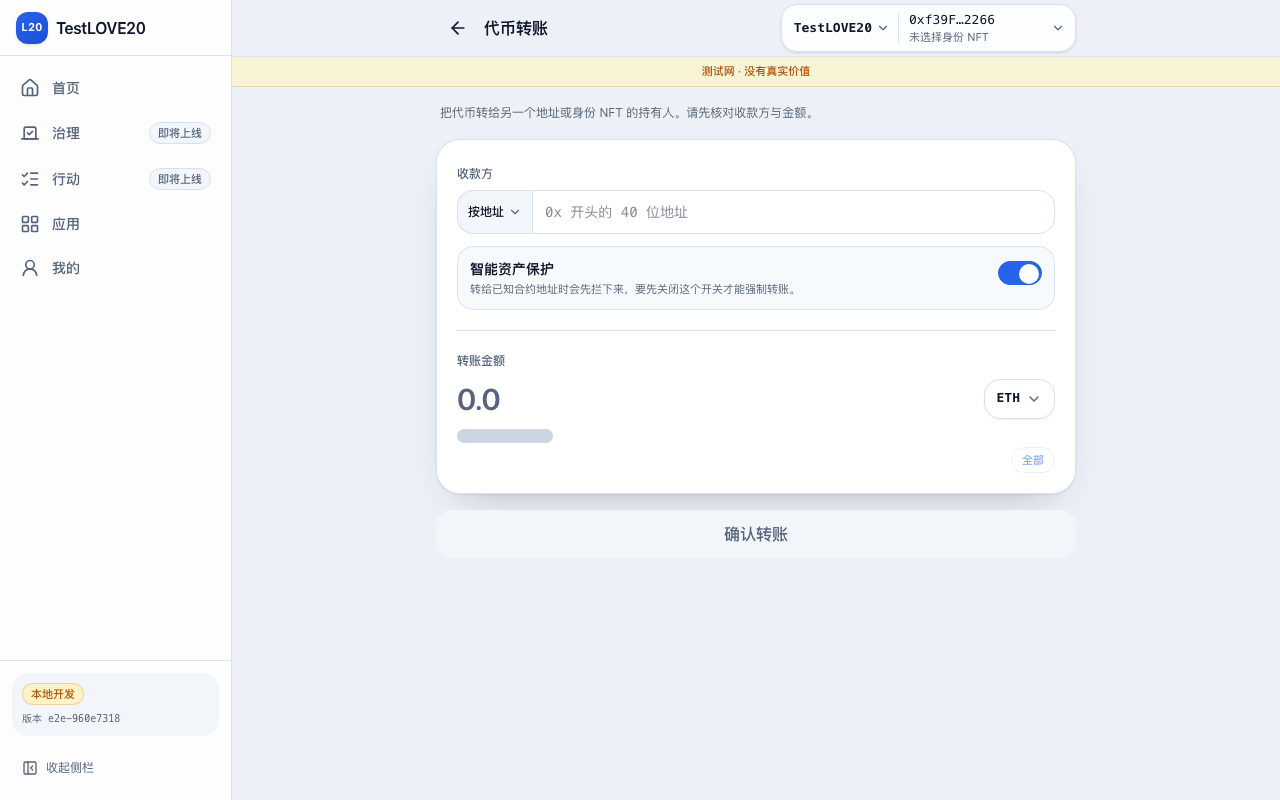 L20 TestLOVE20
首页
治理 即将上线
行动 即将上线
应用
我的
本地开发
版本 e2e-960e7318
收起侧栏
代币转账
TestLOVE20
0xf39F…2266
未选择身份 NFT
测试网 · 没有真实价值
把代币转给另一个地址或身份 NFT 的持有人。请先核对收款方与金额。
收款方
按地址 0x 开头的 40 位地址
智能资产保护
转给已知合约地址时会先拦下来，要先关闭这个开关才能强制转账。
转账金额
0.0 ETH
全部
确认转账